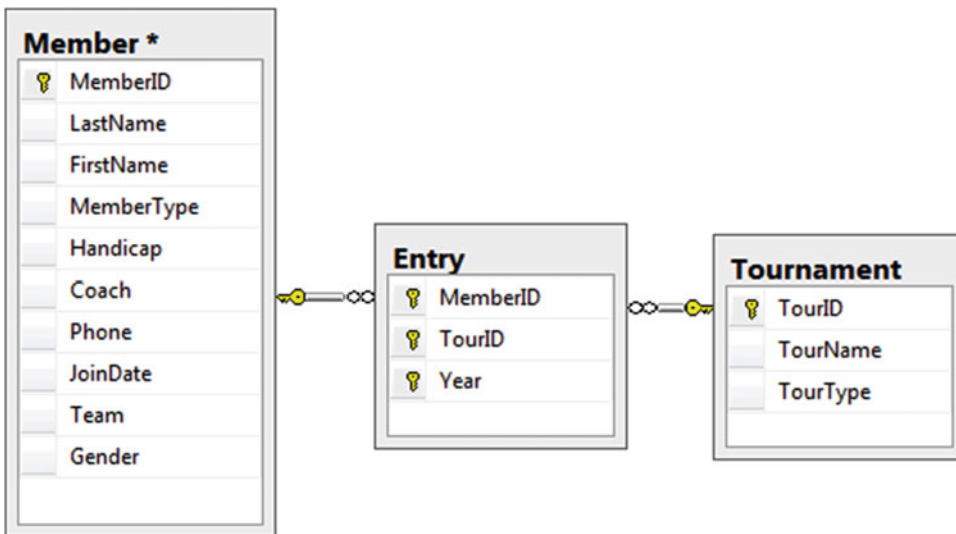 Member *
MemberID
LastName
FirstName
MemberType
Handicap
Coach
Phone
JoinDate
Team
Gender
Entry
MemberID
TourID
Year
Tournament
TourID
TourName
TourType